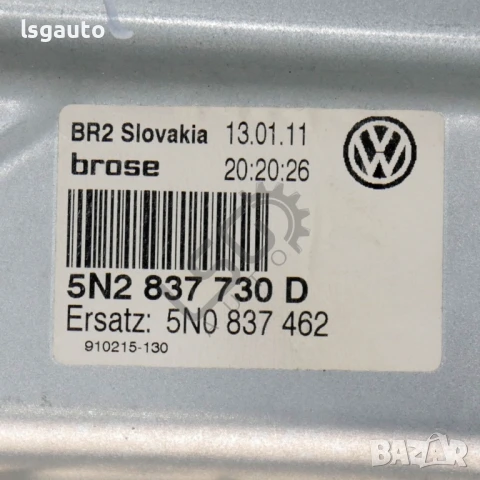 lsgauto
BR2 Slovakia 13.01.11
brose 20:20:26
5N2 837 730 D
Ersatz: 5N0 837 462
910215-130
BAZAR